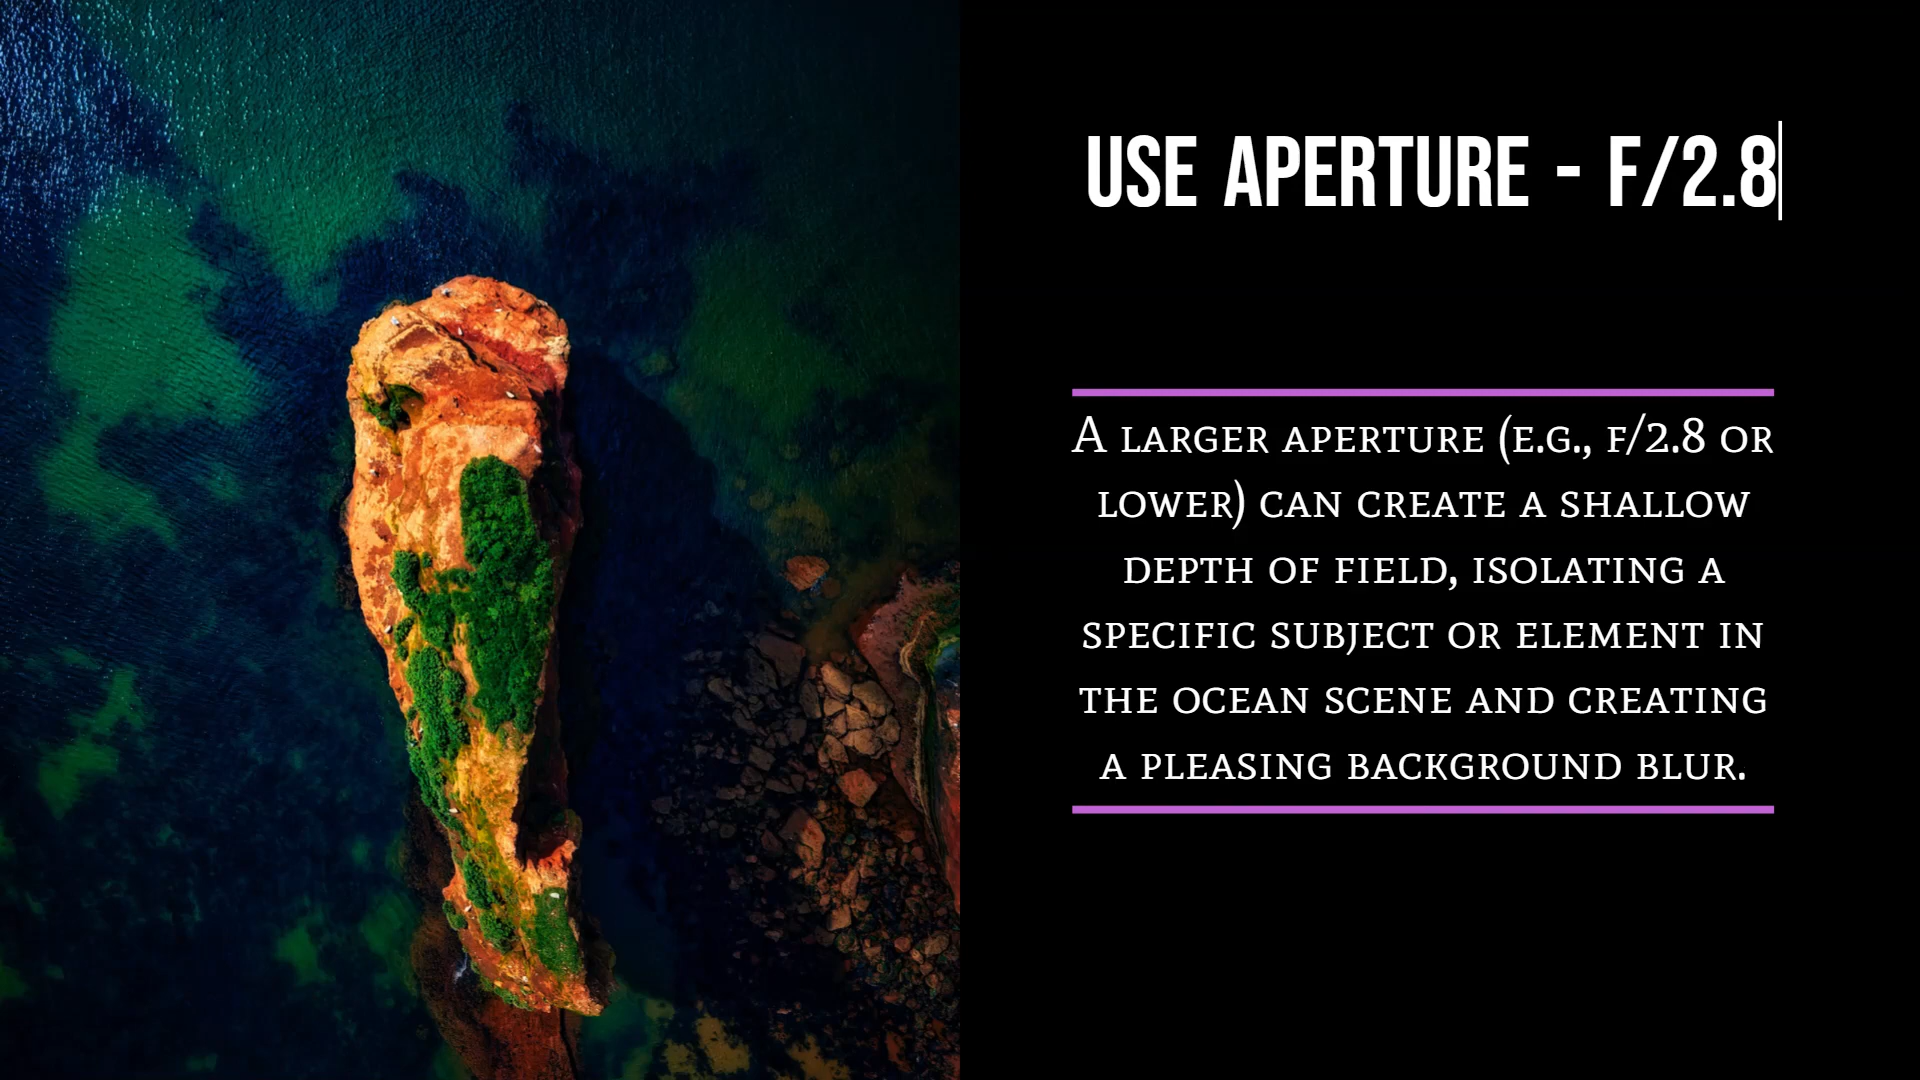 USE APERTURE - F/2.8
A LARGER APERTURE (E.G., F/2.8 OR
LOWER) CAN CREATE A SHALLOW
DEPTH OF FIELD, ISOLATING A
SPECIFIC SUBJECT OR ELEMENT IN
THE OCEAN SCENE AND CREATING
A PLEASING BACKGROUND BLUR.